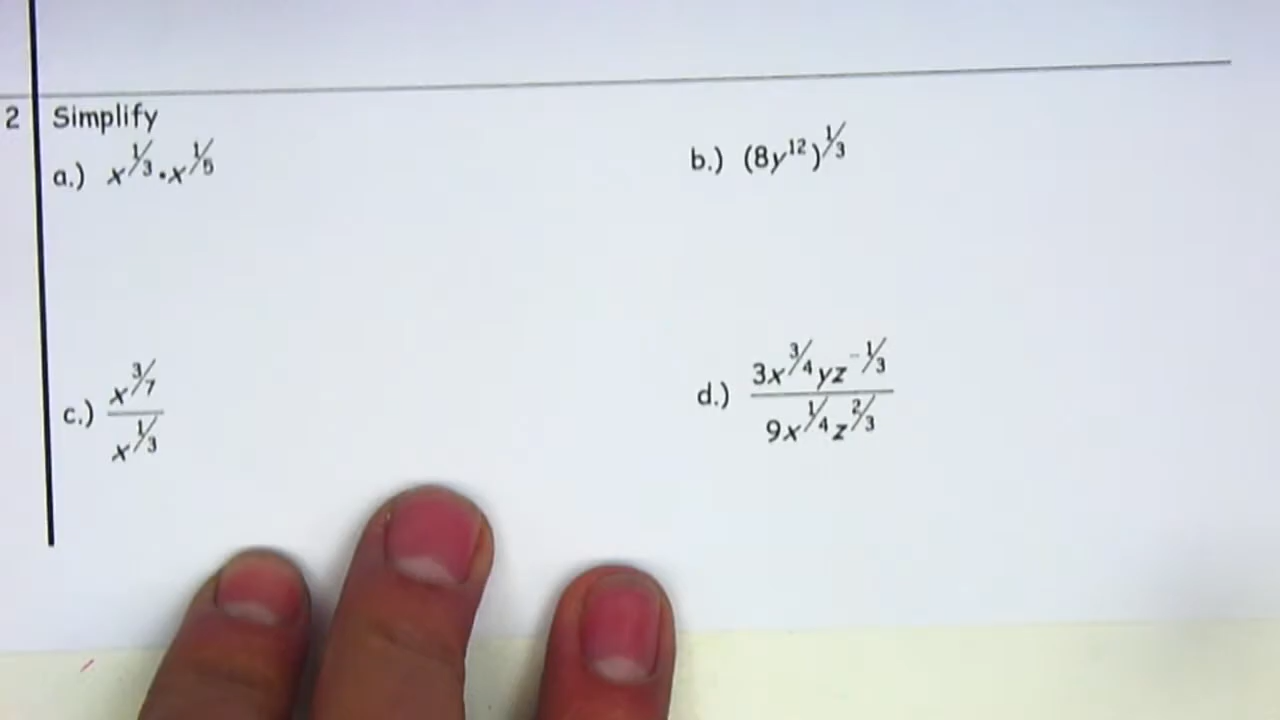 2 Simplify
a.) x^{1/3} · x^{1/5}
b.) (8y^{12})^{1/3}
c.) x^{3/7} / x^{1/3}
d.) 3x^{3/4}yz^{-1/3} / 9x^{1/4}z^{2/3}